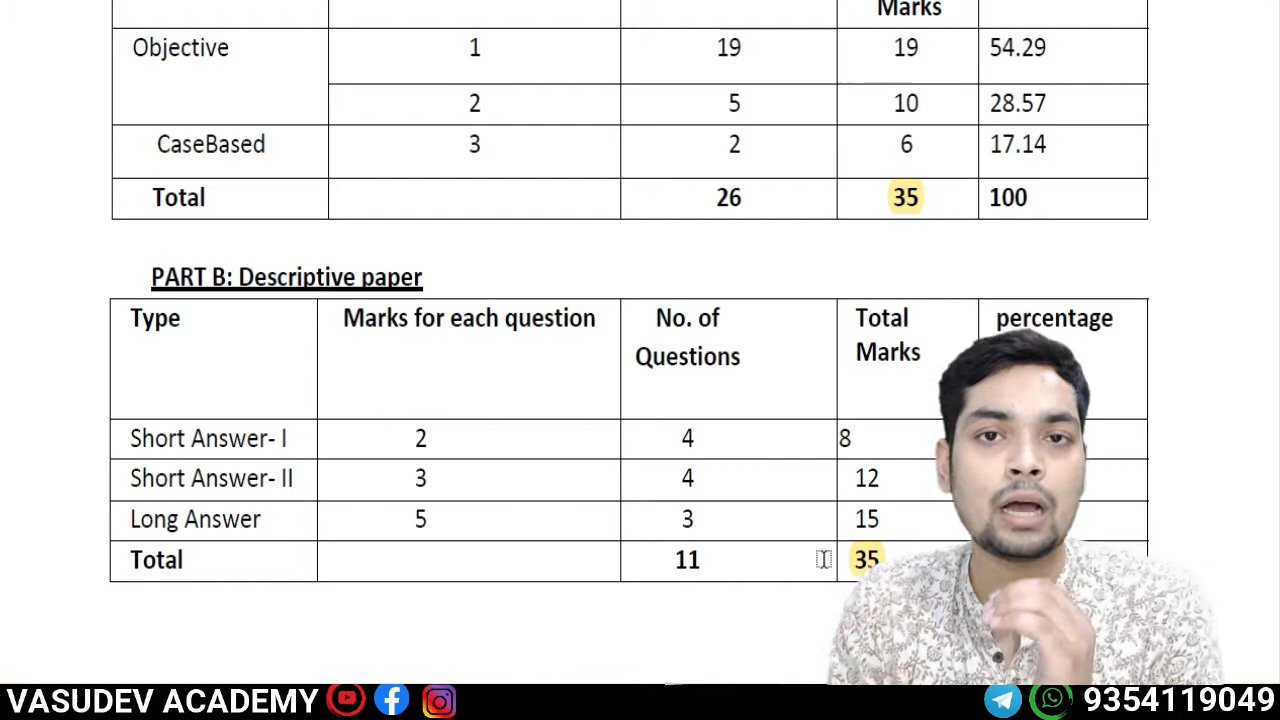 Marks
Objective 1 19 19 54.29
2 5 10 28.57
CaseBased 3 2 6 17.14
Total 26 35 100
PART B: Descriptive paper
Type Marks for each question No. of Questions Total Marks percentage
Short Answer- I 2 4 8
Short Answer- II 3 4 12
Long Answer 5 3 15
Total 11 35
VASUDEV ACADEMY 9354119049